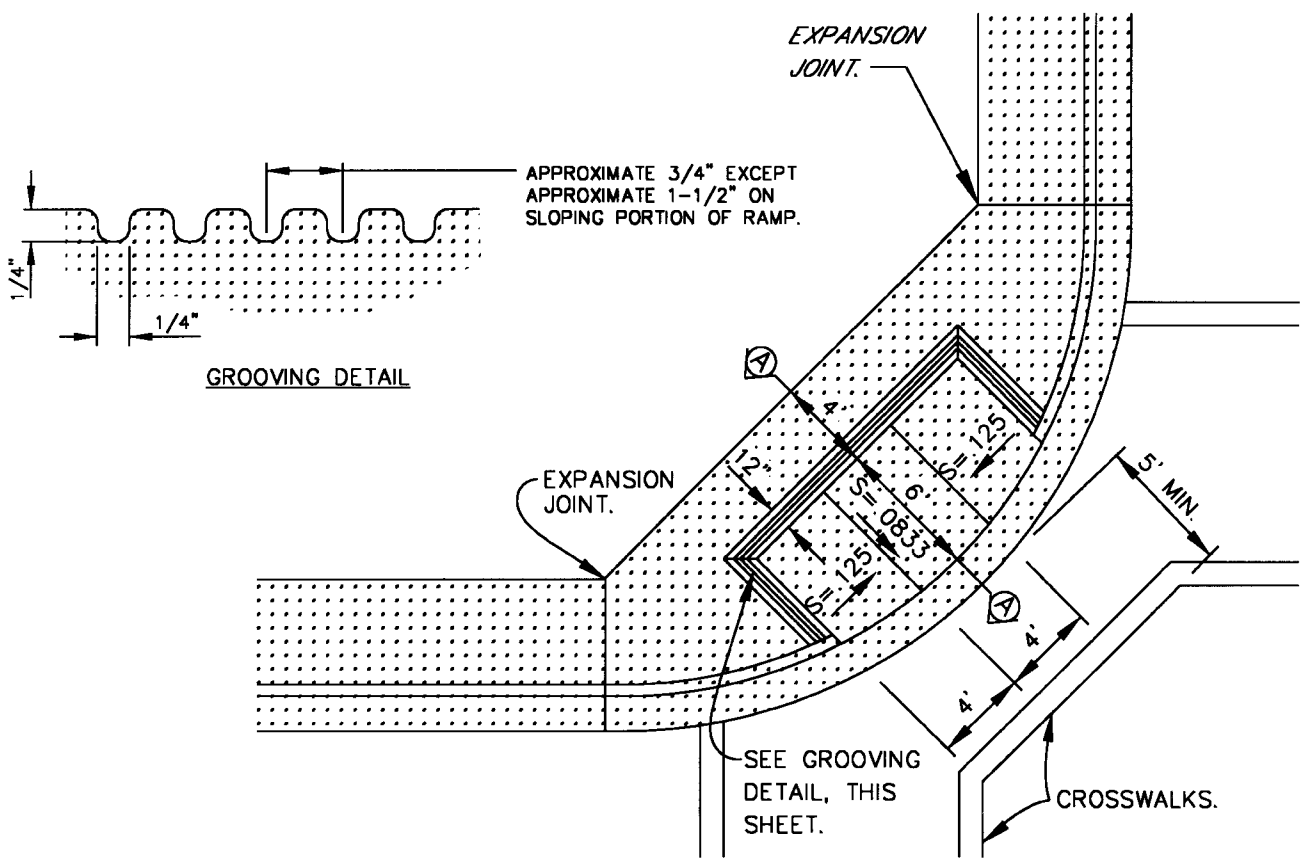 EXPANSION
JOINT.
APPROXIMATE 3/4" EXCEPT
APPROXIMATE 1-1/2" ON
SLOPING PORTION OF RAMP.
1/4"
1/4"
GROOVING DETAIL
A
4'
12"
S=.125
6'
S=.0833
S=.125
5' MIN.
EXPANSION
JOINT.
A
4'
4'
SEE GROOVING
DETAIL, THIS
SHEET.
CROSSWALKS.